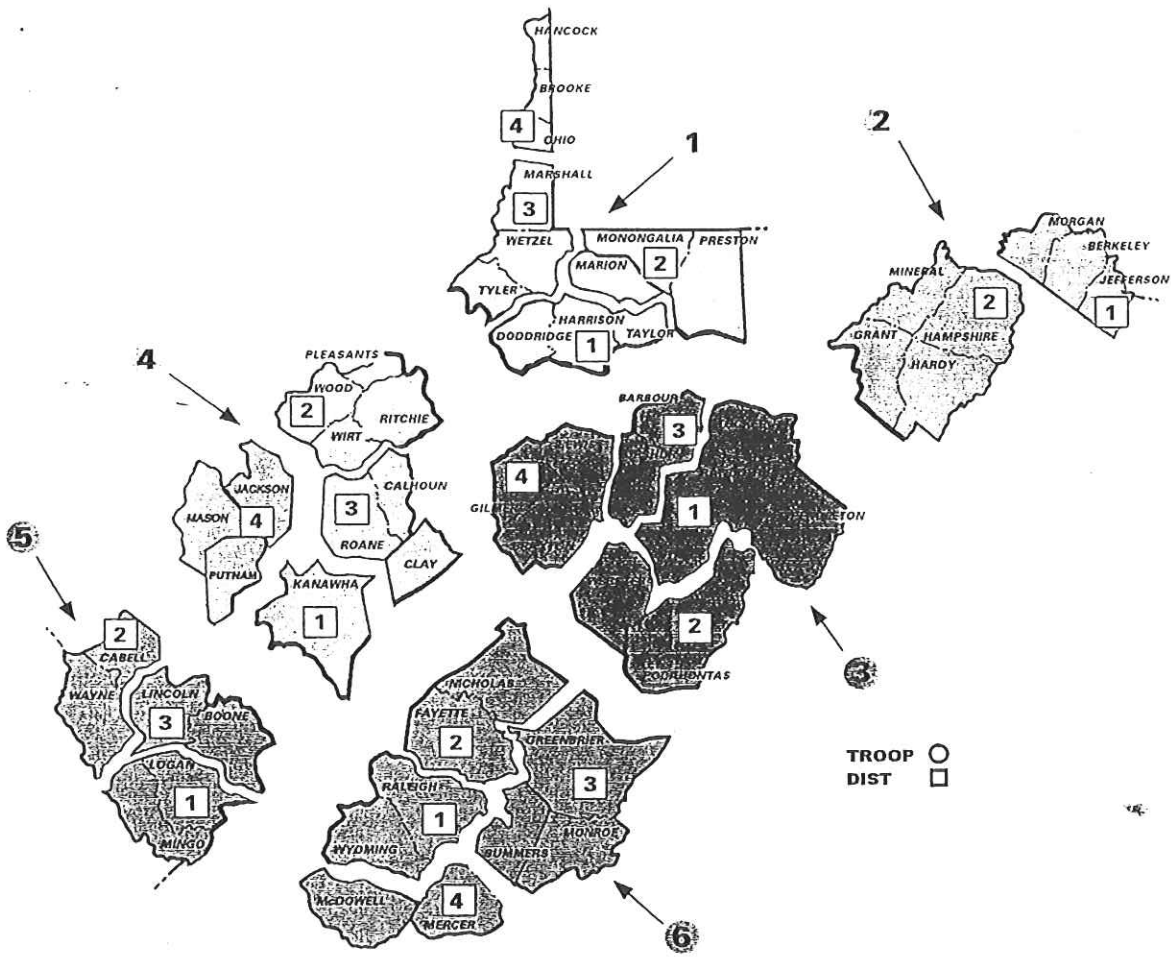 HANCOCK
BROOKE
4
OHIO
1
MARSHALL
3
WETZEL
MONONGALIA
PRESTON
MARION
2
TYLER
HARRISON
DODDRIDGE
TAYLOR
1
2
MORGAN
BERKELEY
JEFFERSON
1
MINERAL
2
GRANT
HAMPSHIRE
HARDY
4
PLEASANTS
WOOD
2
RITCHIE
WIRT
CALHOUN
3
ROANE
CLAY
JACKSON
MASON
4
PUTNAM
KANAWHA
1
BARBOUR
3
4
1
2
POCAHONTAS
3
5
2
CABELL
WAYNE
LINCOLN
3
BOONE
LOGAN
1
MINGO
NICHOLAS
FAYETTE
2
GREENBRIER
3
RALEIGH
1
MONROE
WYOMING
SUMMERS
McDOWELL
4
MERCER
6
TROOP
DIST